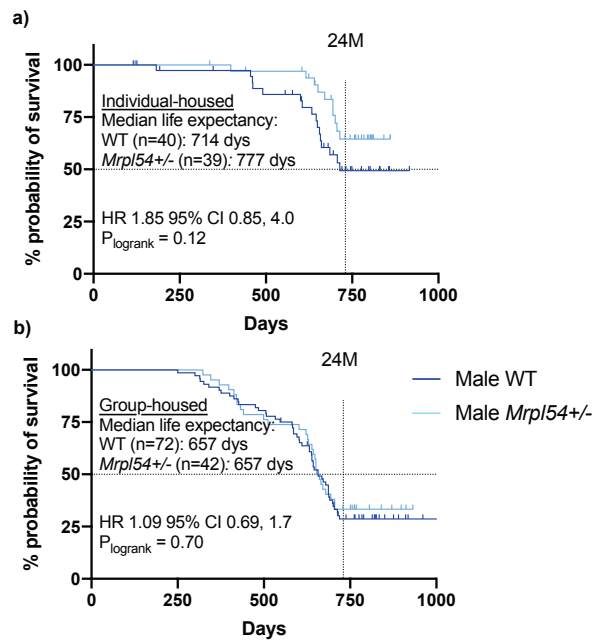 a)
24M
% probability of survival
100
75
50
25
0
Individual-housed
Median life expectancy:
WT (n=40): 714 dys
Mrpl54+/- (n=39): 777 dys
HR 1.85 95% CI 0.85, 4.0
Plogrank = 0.12
0 250 500 750 1000
Days
b)
24M
% probability of survival
100
75
50
25
0
Group-housed
Median life expectancy:
WT (n=72): 657 dys
Mrpl54+/- (n=42): 657 dys
HR 1.09 95% CI 0.69, 1.7
Plogrank = 0.70
0 250 500 750 1000
Days
Male WT
Male Mrpl54+/-